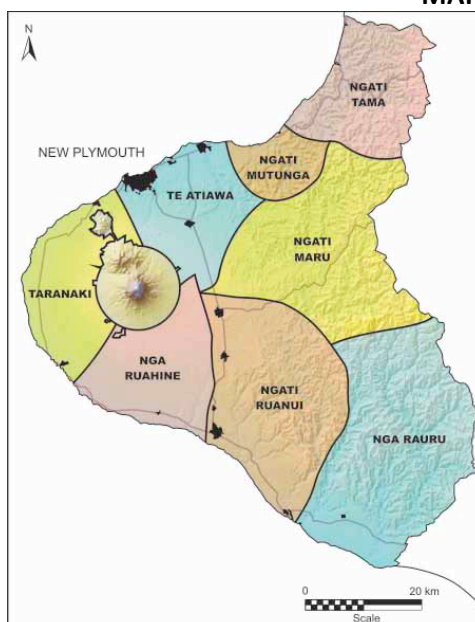 N
NGATI
TAMA
NEW PLYMOUTH
NGATI
MUTUNGA
TE ATIAWA
NGATI
MARU
TARANAKI
NGA
RUAHINE
NGATI
RUANUI
NGA RAURU
0 20 km
Scale